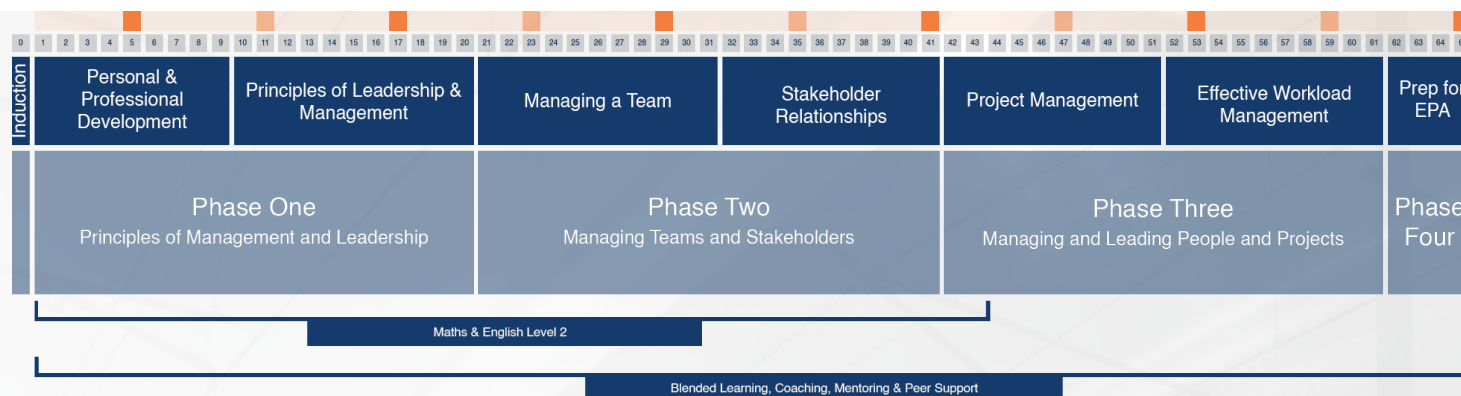 0 1 2 3 4 5 6 7 8 9 10 11 12 13 14 15 16 17 18 19 20 21 22 23 24 25 26 27 28 29 30 31 32 33 34 35 36 37 38 39 40 41 42 43 44 45 46 47 48 49 50 51 52 53 54 55 56 57 58 59 60 61 62 63 64
Induction
Personal &
Professional
Development
Principles of Leadership &
Management
Managing a Team
Stakeholder
Relationships
Project Management
Effective Workload
Management
Prep for
EPA
Phase One
Principles of Management and Leadership
Phase Two
Managing Teams and Stakeholders
Phase Three
Managing and Leading People and Projects
Phase
Four
Maths & English Level 2
Blended Learning, Coaching, Mentoring & Peer Support